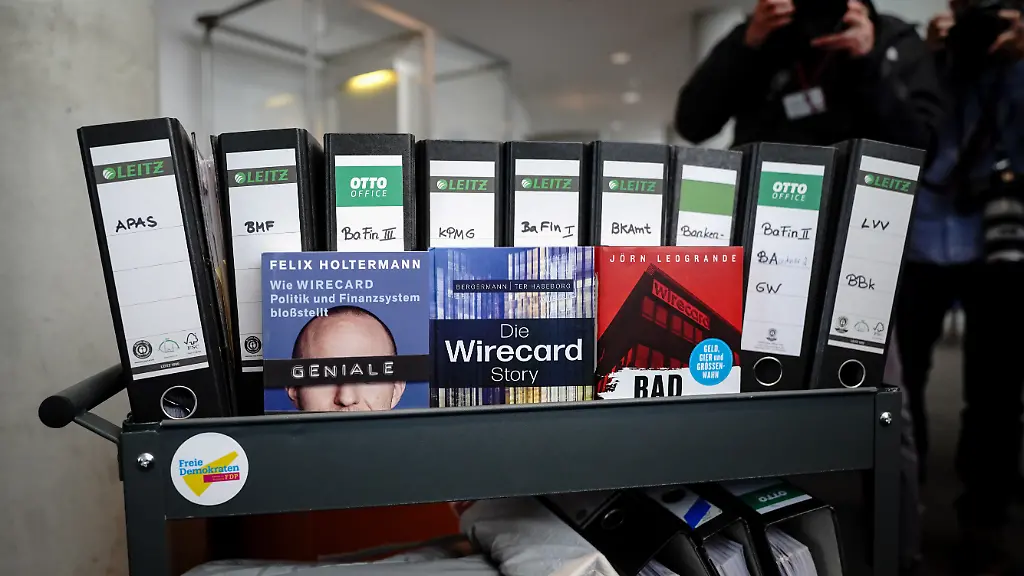 LEITZ
APAS
LEITZ
BMF
OTTO
OFFICE
BaFin III
LEITZ
KPMG
LEITZ
BaFin I
LEITZ
BKAmt
Banken-
OTTO
OFFICE
BaFin II
BA
GW
LEITZ
LVV
BBk
FELIX HOLTERMANN
Wie WIRECARD
Politik und Finanzsystem
bloßstellt
GENIALE
BERGERMANN | TER HASEBORG
Die
Wirecard
Story
JÖRN LEOGRANDE
wirecard
GELD,
GIER und
GRÖSSEN-
WAHN
BAD
Freie
Demokraten
FDP
OTTO
OFFICE